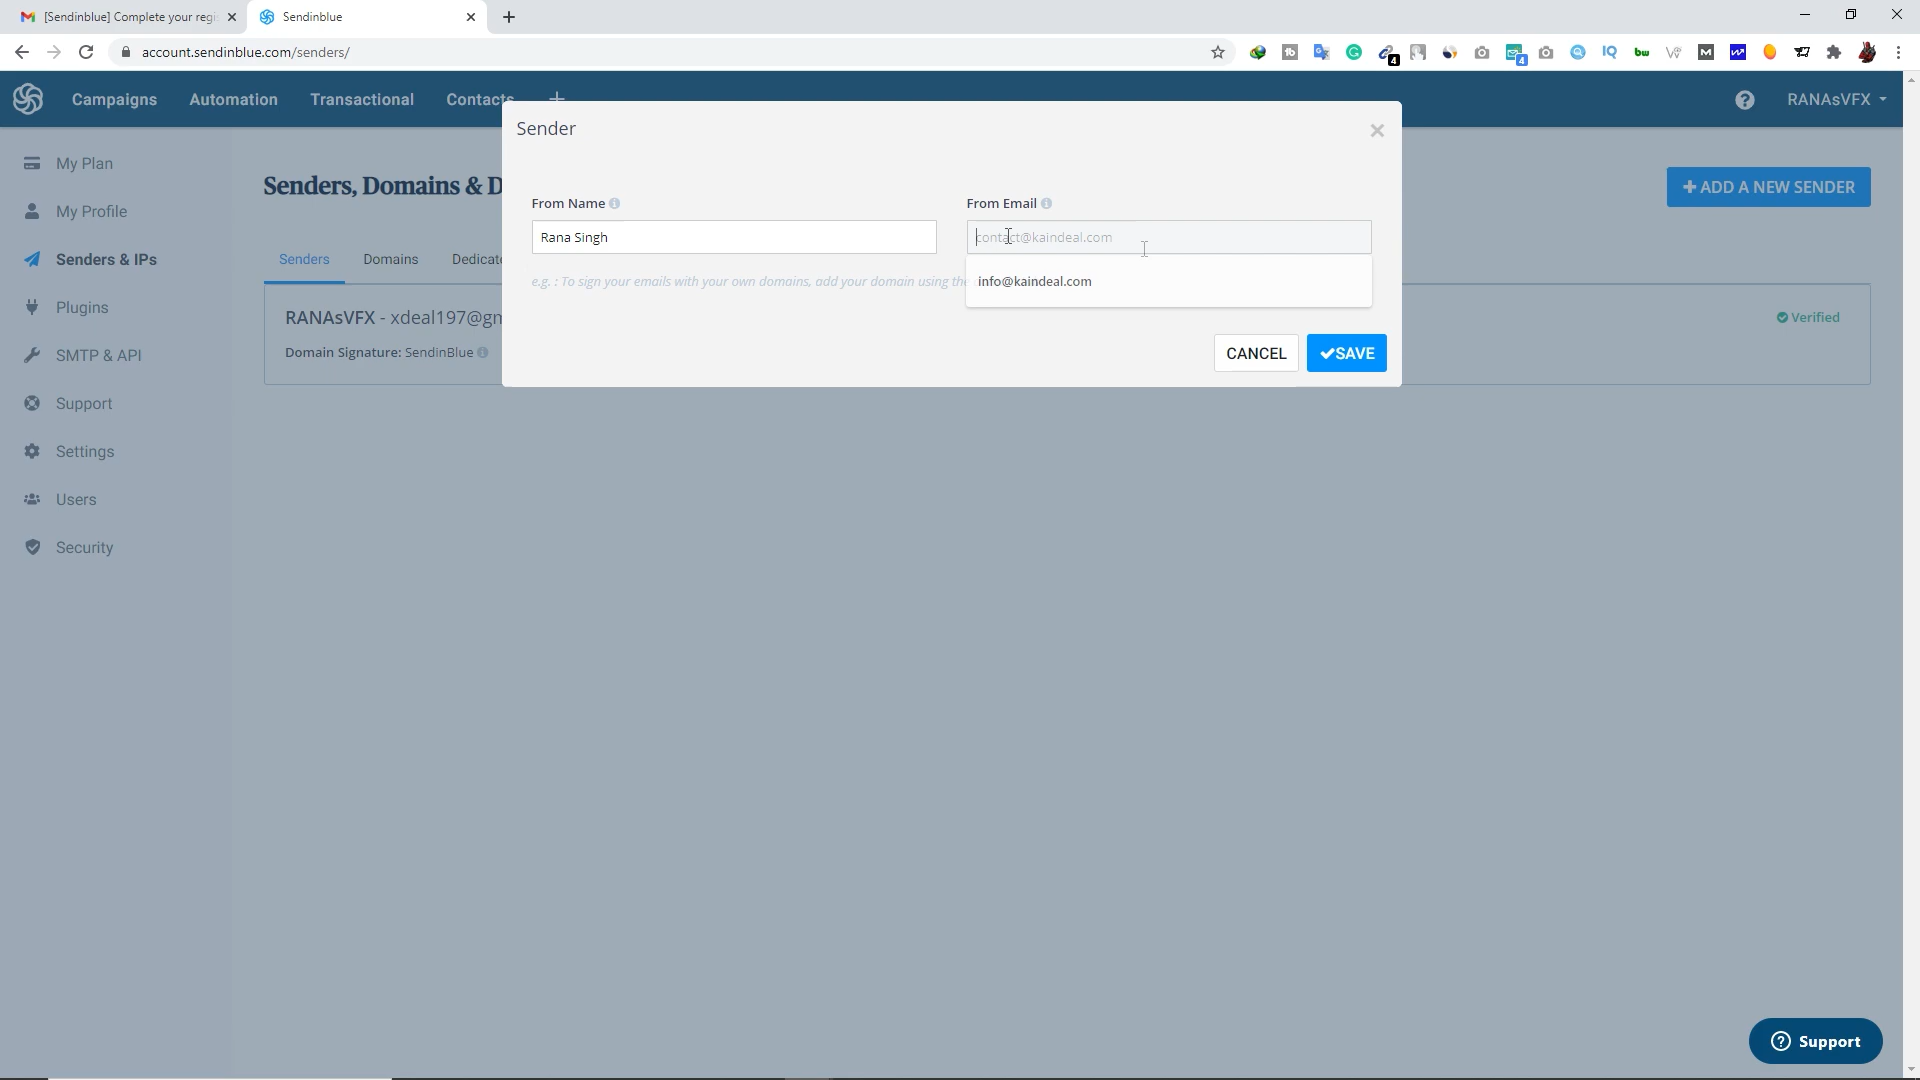 [Sendinblue] Complete your regi
Sendinblue
account.sendinblue.com/senders/
Campaigns Automation Transactional Contacts
RANAsVFX
Sender
My Plan
My Profile
Senders & IPs
Plugins
SMTP & API
Support
Settings
Users
Security
Senders, Domains & D
+ ADD A NEW SENDER
Senders Domains Dedicate
From Name
From Email
Rana Singh
contact@kaindeal.com
e.g. : To sign your emails with your own domains, add your domain using the
info@kaindeal.com
RANAsVFX - xdeal197@gm
Verified
Domain Signature: SendinBlue
CANCEL
SAVE
Support